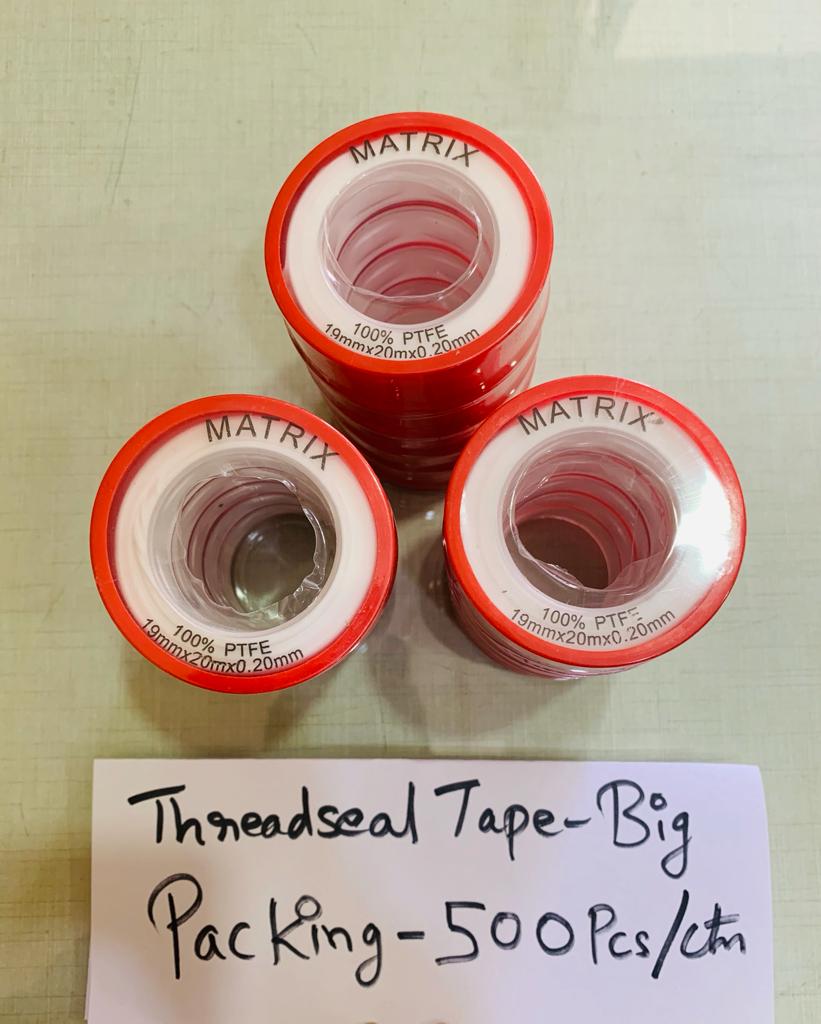 MATRIX
100% PTFE
19mmx20mx0.20mm
MATRIX
100% PTFE
19mmx20mx0.20mm
MATRIX
100% PTFE
19mmx20mx0.20mm
Threadseal Tape-Big
Packing-500Pcs/ctn